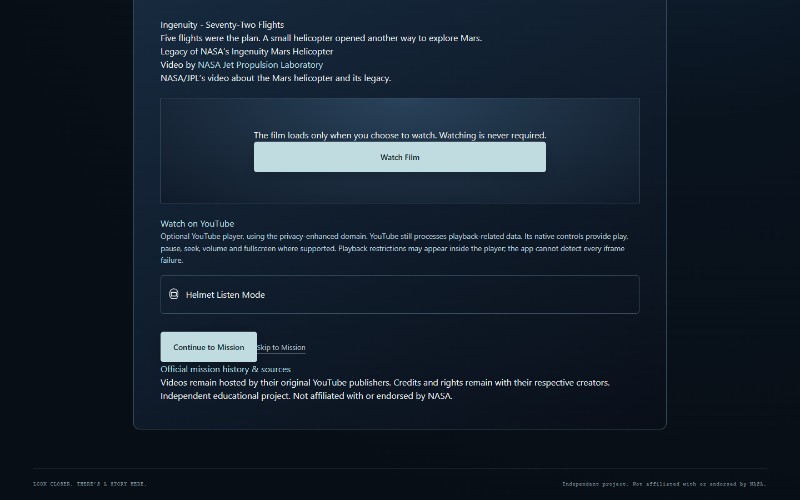 Ingenuity - Seventy-Two Flights
Five flights were the plan. A small helicopter opened another way to explore Mars.
Legacy of NASA's Ingenuity Mars Helicopter
Video by NASA Jet Propulsion Laboratory
NASA/JPL's video about the Mars helicopter and its legacy.
The film loads only when you choose to watch. Watching is never required.
Watch Film
Watch on YouTube
Optional YouTube player, using the privacy-enhanced domain. YouTube still processes playback-related data. Its native controls provide play,
pause, seek, volume and fullscreen where supported. Playback restrictions may appear inside the player; the app cannot detect every iframe
failure.
Helmet Listen Mode
Continue to Mission Skip to Mission
Official mission history & sources
Videos remain hosted by their original YouTube publishers. Credits and rights remain with their respective creators.
Independent educational project. Not affiliated with or endorsed by NASA.
LOOK CLOSER. THERE'S A STORY HERE. Independent project. Not affiliated with or endorsed by NASA.